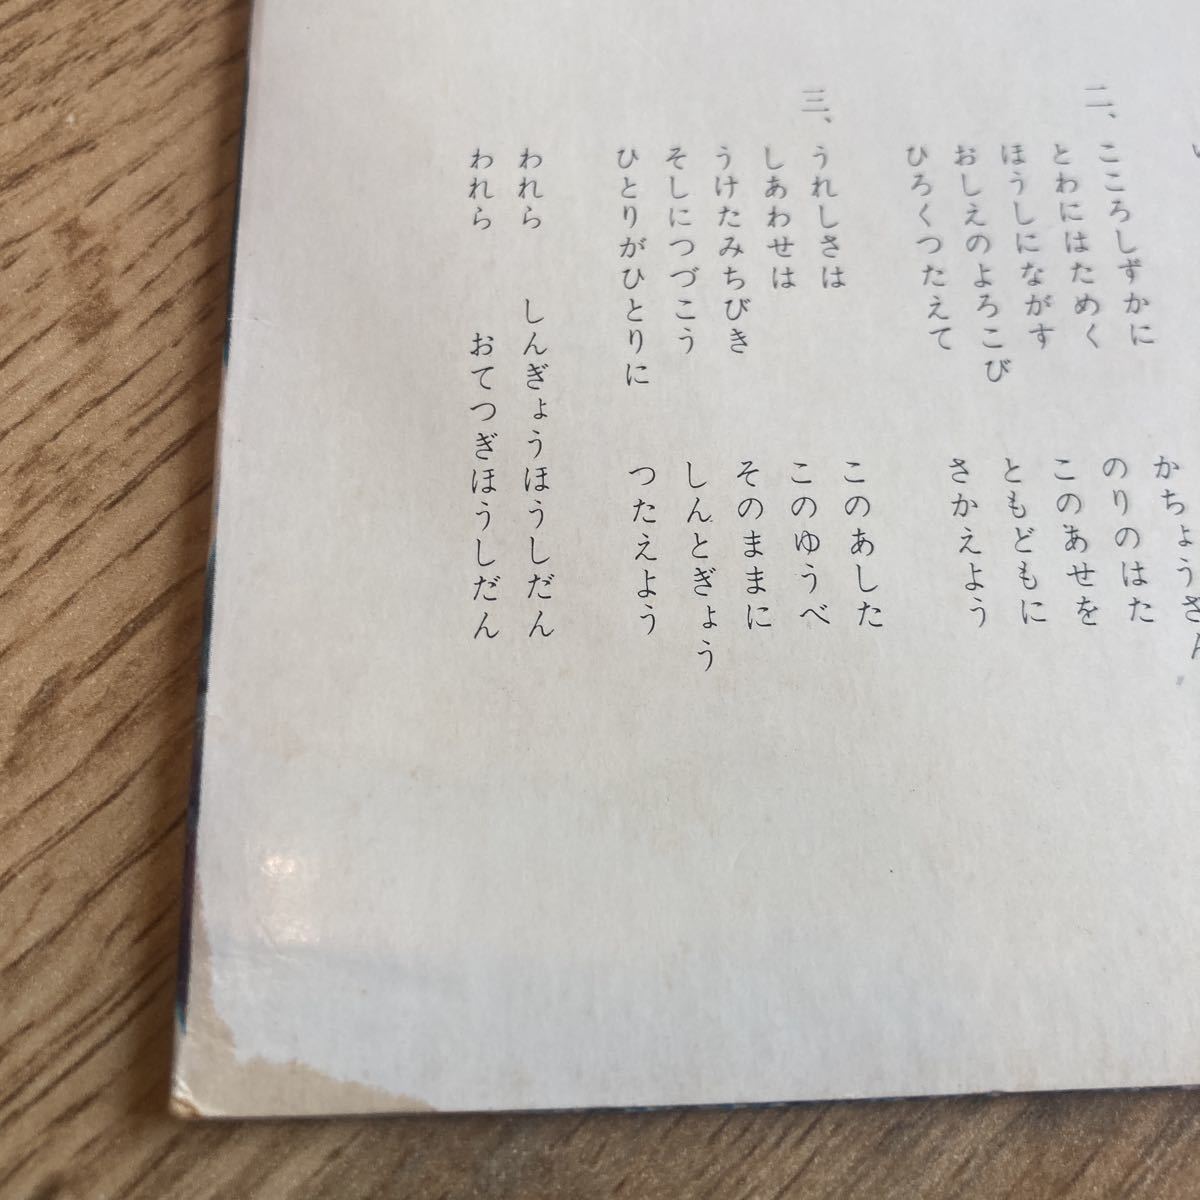 かちょうさん
二、こころしずかに　のりのはた
とわにはためく　このあせを
ほうしにながす　ともどもに
おしえのよろこび　さかえよう
ひろくつたえて
三、うれしさは　このあした
しあわせは　このゆうべ
うけたみちびき　そのままに
そしにつづこう　しんとぎょう
ひとりがひとりに　つたえよう
われら　しんぎょうほうしだん
われら　おてつぎほうしだん